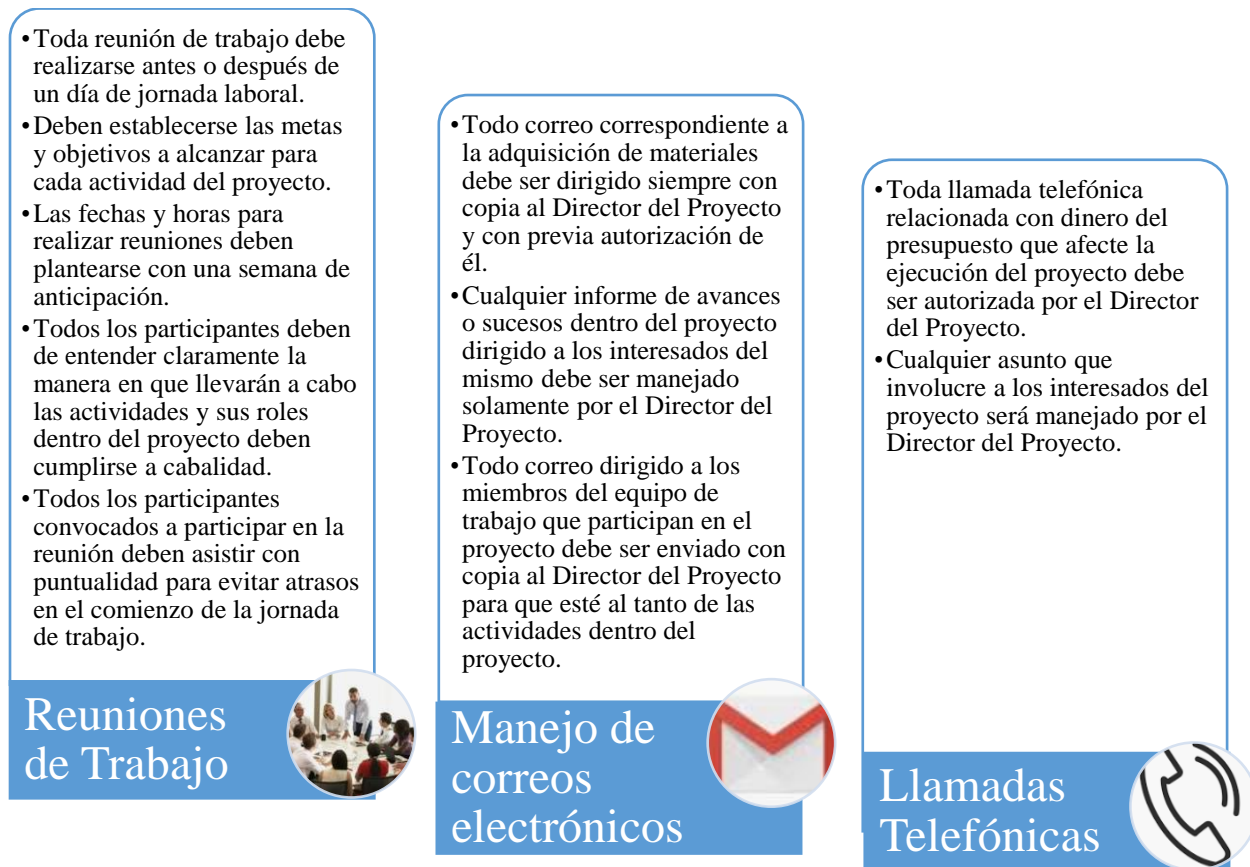 •Toda reunión de trabajo debe
realizarse antes o después de
un día de jornada laboral.
•Deben establecerse las metas
y objetivos a alcanzar para
cada actividad del proyecto.
•Las fechas y horas para
realizar reuniones deben
plantearse con una semana de
anticipación.
•Todos los participantes deben
de entender claramente la
manera en que llevarán a cabo
las actividades y sus roles
dentro del proyecto deben
cumplirse a cabalidad.
•Todos los participantes
convocados a participar en la
reunión deben asistir con
puntualidad para evitar atrasos
en el comienzo de la jornada
de trabajo.
Reuniones
de Trabajo
•Todo correo correspondiente a
la adquisición de materiales
debe ser dirigido siempre con
copia al Director del Proyecto
y con previa autorización de
él.
•Cualquier informe de avances
o sucesos dentro del proyecto
dirigido a los interesados del
mismo debe ser manejado
solamente por el Director del
Proyecto.
•Todo correo dirigido a los
miembros del equipo de
trabajo que participan en el
proyecto debe ser enviado con
copia al Director del Proyecto
para que esté al tanto de las
actividades dentro del
proyecto.
Manejo de
correos
electrónicos
•Toda llamada telefónica
relacionada con dinero del
presupuesto que afecte la
ejecución del proyecto debe
ser autorizada por el Director
del Proyecto.
•Cualquier asunto que
involucre a los interesados del
proyecto será manejado por el
Director del Proyecto.
Llamadas
Telefónicas